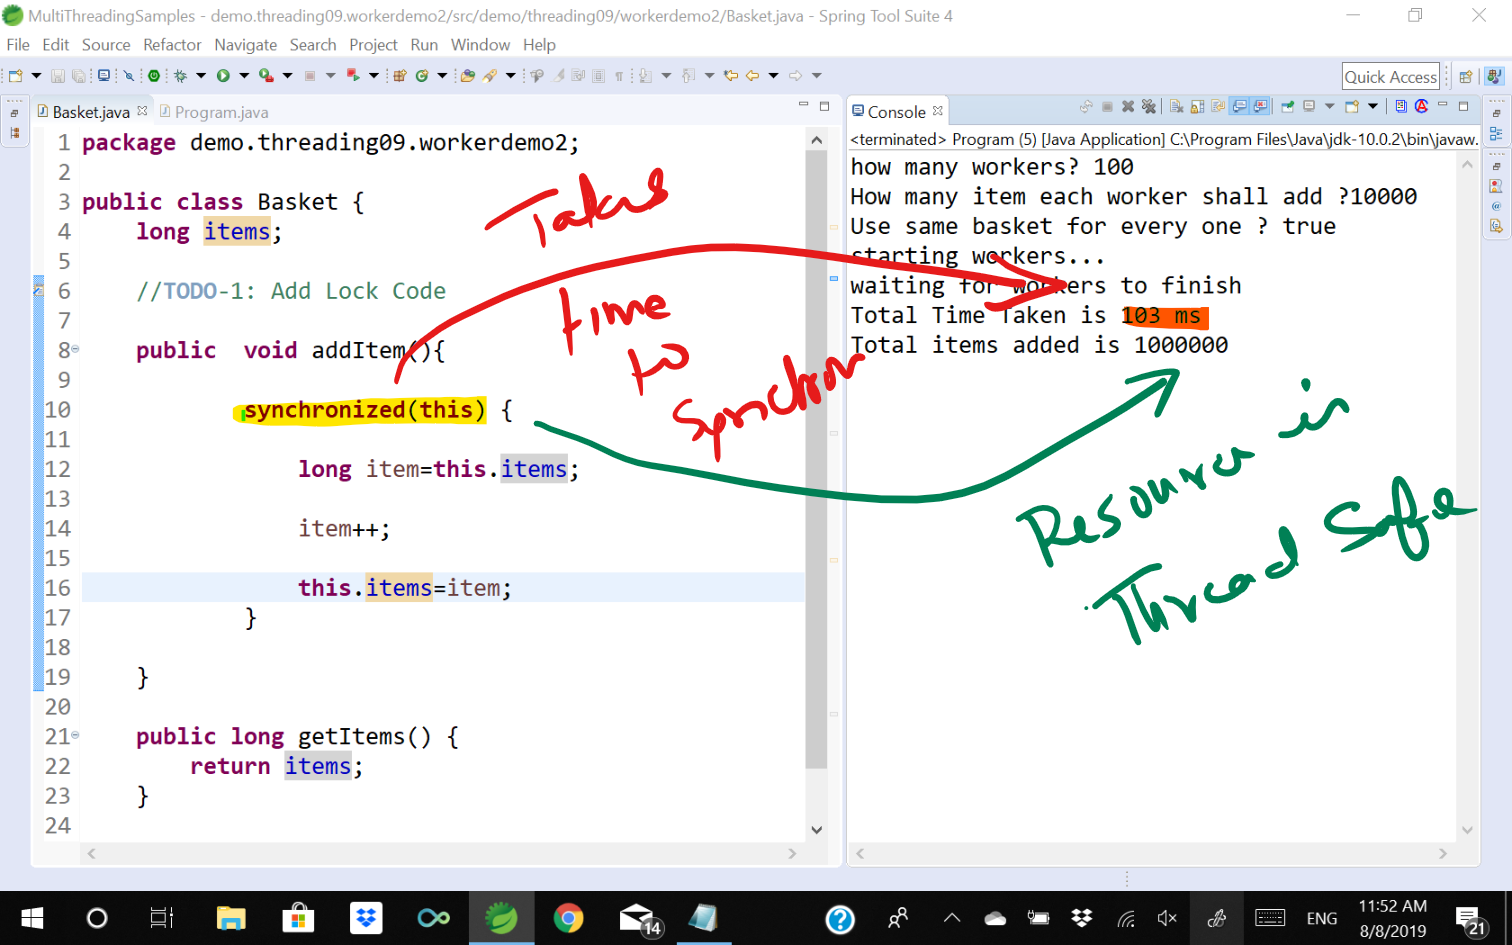 MultiThreadingSamples - demo.threading09.workerdemo2/src/demo/threading09/workerdemo2/Basket.java - Spring Tool Suite 4
File Edit Source Refactor Navigate Search Project Run Window Help
Quick Access
Basket.java
Program.java
1 package demo.threading09.workerdemo2;
2
3 public class Basket {
4 long items;
5
6 //TODO-1: Add Lock Code
7
8 public void addItem(){
9
10 synchronized(this) {
11
12 long item=this.items;
13
14 item++;
15
16 this.items=item;
17 }
18
19 }
20
21 public long getItems() {
22 return items;
23 }
24
Takes
time
to
Synchron
Console
<terminated> Program (5) [Java Application] C:\Program Files\Java\jdk-10.0.2\bin\javaw.
how many workers? 100
How many item each worker shall add ?10000
Use same basket for every one ? true
starting workers...
waiting for workers to finish
Total Time Taken is 103 ms
Total items added is 1000000
Resource is
Thread Safe
14
ENG
11:52 AM
8/8/2019
21